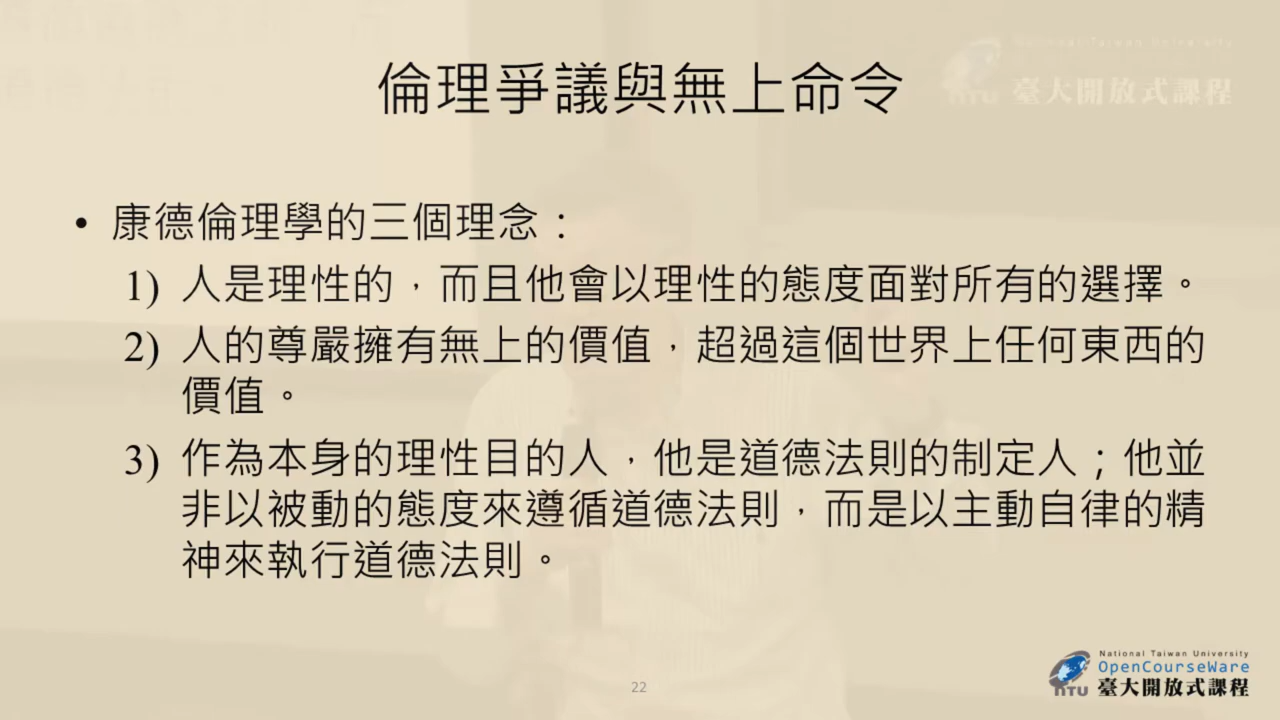 倫理爭議與無上命令
臺大開放式課程
• 康德倫理學的三個理念：
1) 人是理性的，而且他會以理性的態度面對所有的選擇。
2) 人的尊嚴擁有無上的價值，超過這個世界上任何東西的
價值。
3) 作為本身的理性目的人，他是道德法則的制定人；他並
非以被動的態度來遵循道德法則，而是以主動自律的精
神來執行道德法則。
22
National Taiwan University
OpenCourseWare
NTU 臺大開放式課程